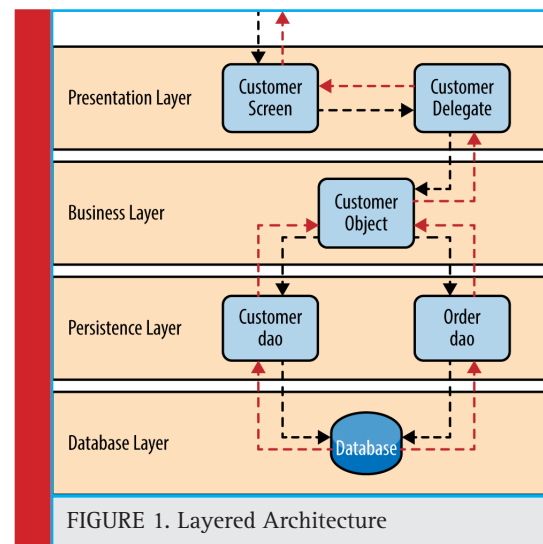 Presentation Layer
Customer
Screen
Customer
Delegate
Business Layer
Customer
Object
Persistence Layer
Customer
dao
Order
dao
Database Layer
Database
FIGURE 1. Layered Architecture